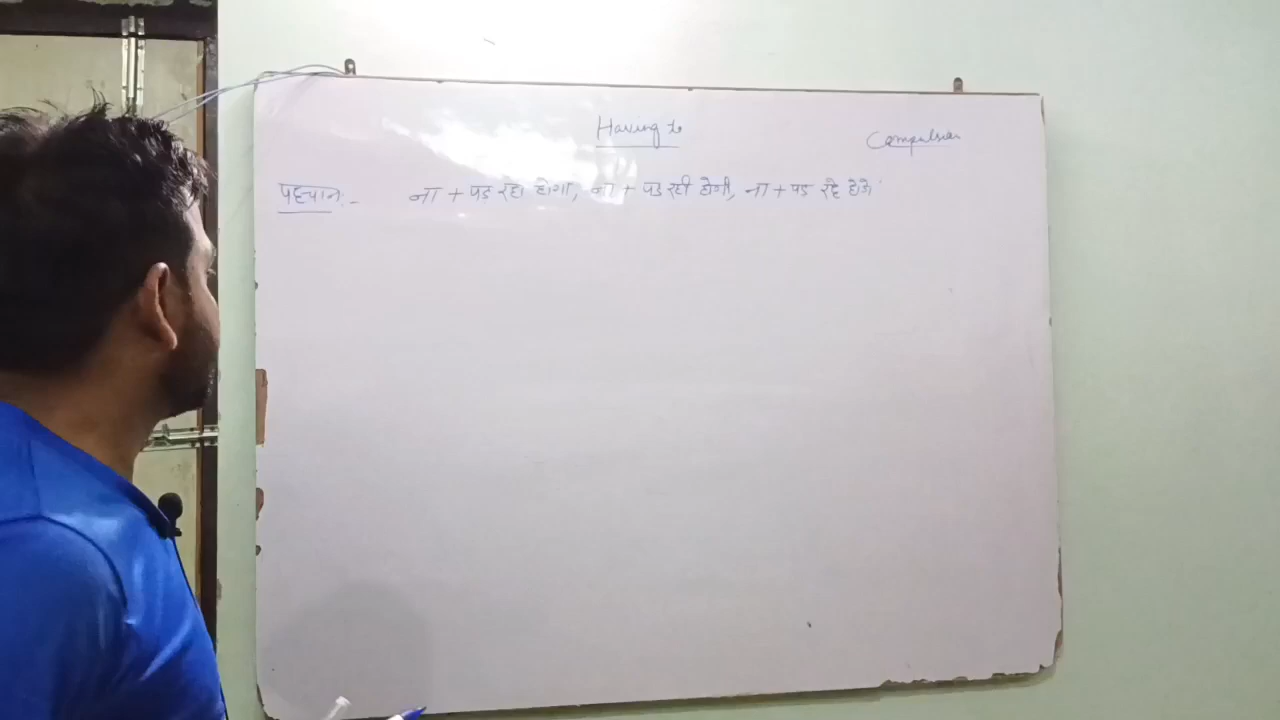 Having to
Compulsion
पहचान:- ना + पड रहा होगा, ना + पड रही होगी, ना + पड रहे होंगे